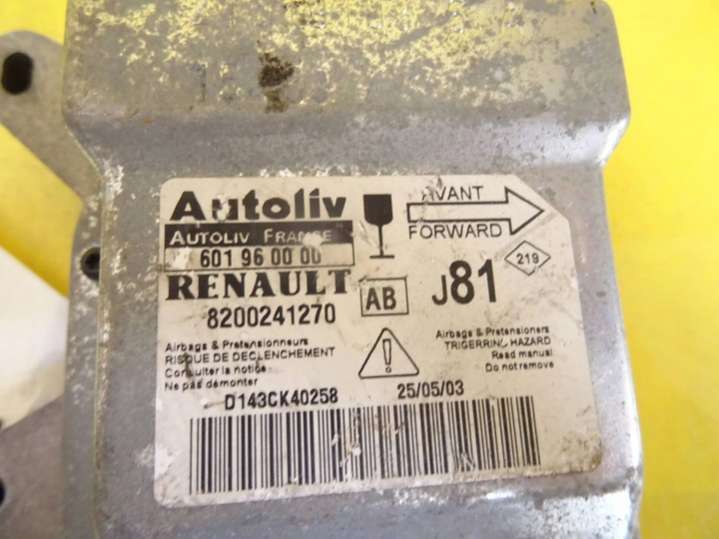 Autoliv
AUTOLIV FRANCE
601 96 00 00
RENAULT
8200241270
AB
AVANT
FORWARD
J81
219
Airbags & Pretensionneurs
RISQUE DE DECLENCHEMENT
Consulter la notice
Ne pas démonter
Airbags & Pretensioners
TRIGERRING HAZARD
Read manual
Do not remove
D143CK40258
25/05/03